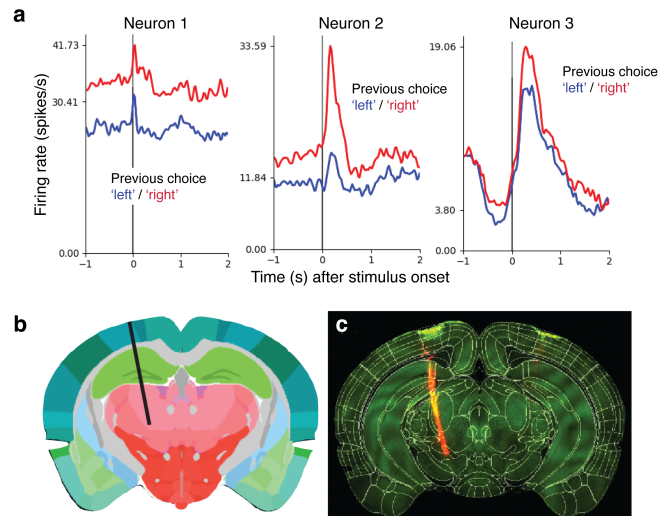 a
Neuron 1
Neuron 2
Neuron 3
Firing rate (spikes/s)
41.73
30.41
0.00
Previous choice
'left' / 'right'
−1
0
1
2
33.59
11.84
0.00
Previous choice
'left' / 'right'
−1
0
1
2
19.06
3.80
0.00
Previous choice
'left' / 'right'
−1
0
1
2
Time (s) after stimulus onset
b
c